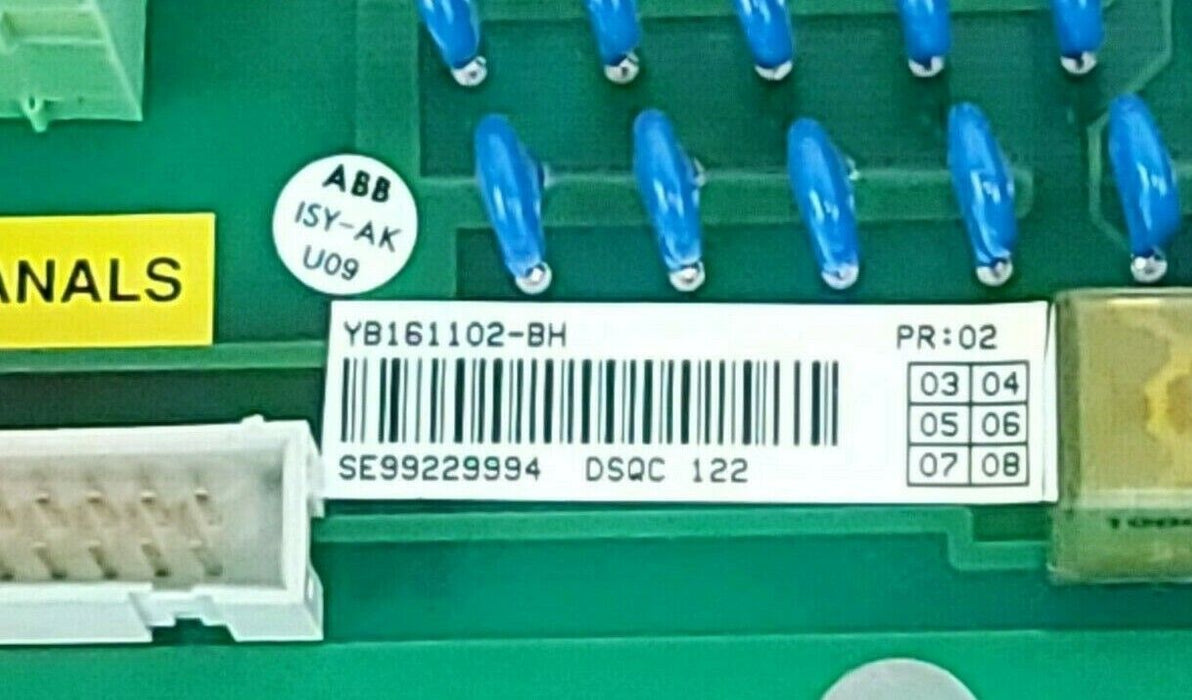 ABB
ISY-AK
U09
ANALS
YB161102-BH
PR:02
03 04
05 06
07 08
SE99229994 DSQC 122